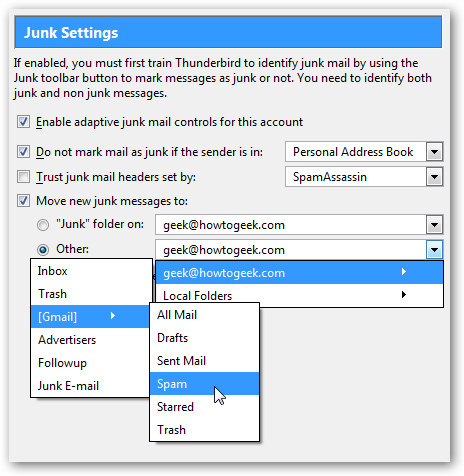 Junk Settings
If enabled, you must first train Thunderbird to identify junk mail by using the
Junk toolbar button to mark messages as junk or not. You need to identify both
junk and non junk messages.
Enable adaptive junk mail controls for this account
Do not mark mail as junk if the sender is in: Personal Address Book
Trust junk mail headers set by: SpamAssassin
Move new junk messages to:
"Junk" folder on: geek@howtogeek.com
Other: geek@howtogeek.com
Inbox
Trash
[Gmail]
Advertisers
Followup
Junk E-mail
geek@howtogeek.com
Local Folders
All Mail
Drafts
Sent Mail
Spam
Starred
Trash